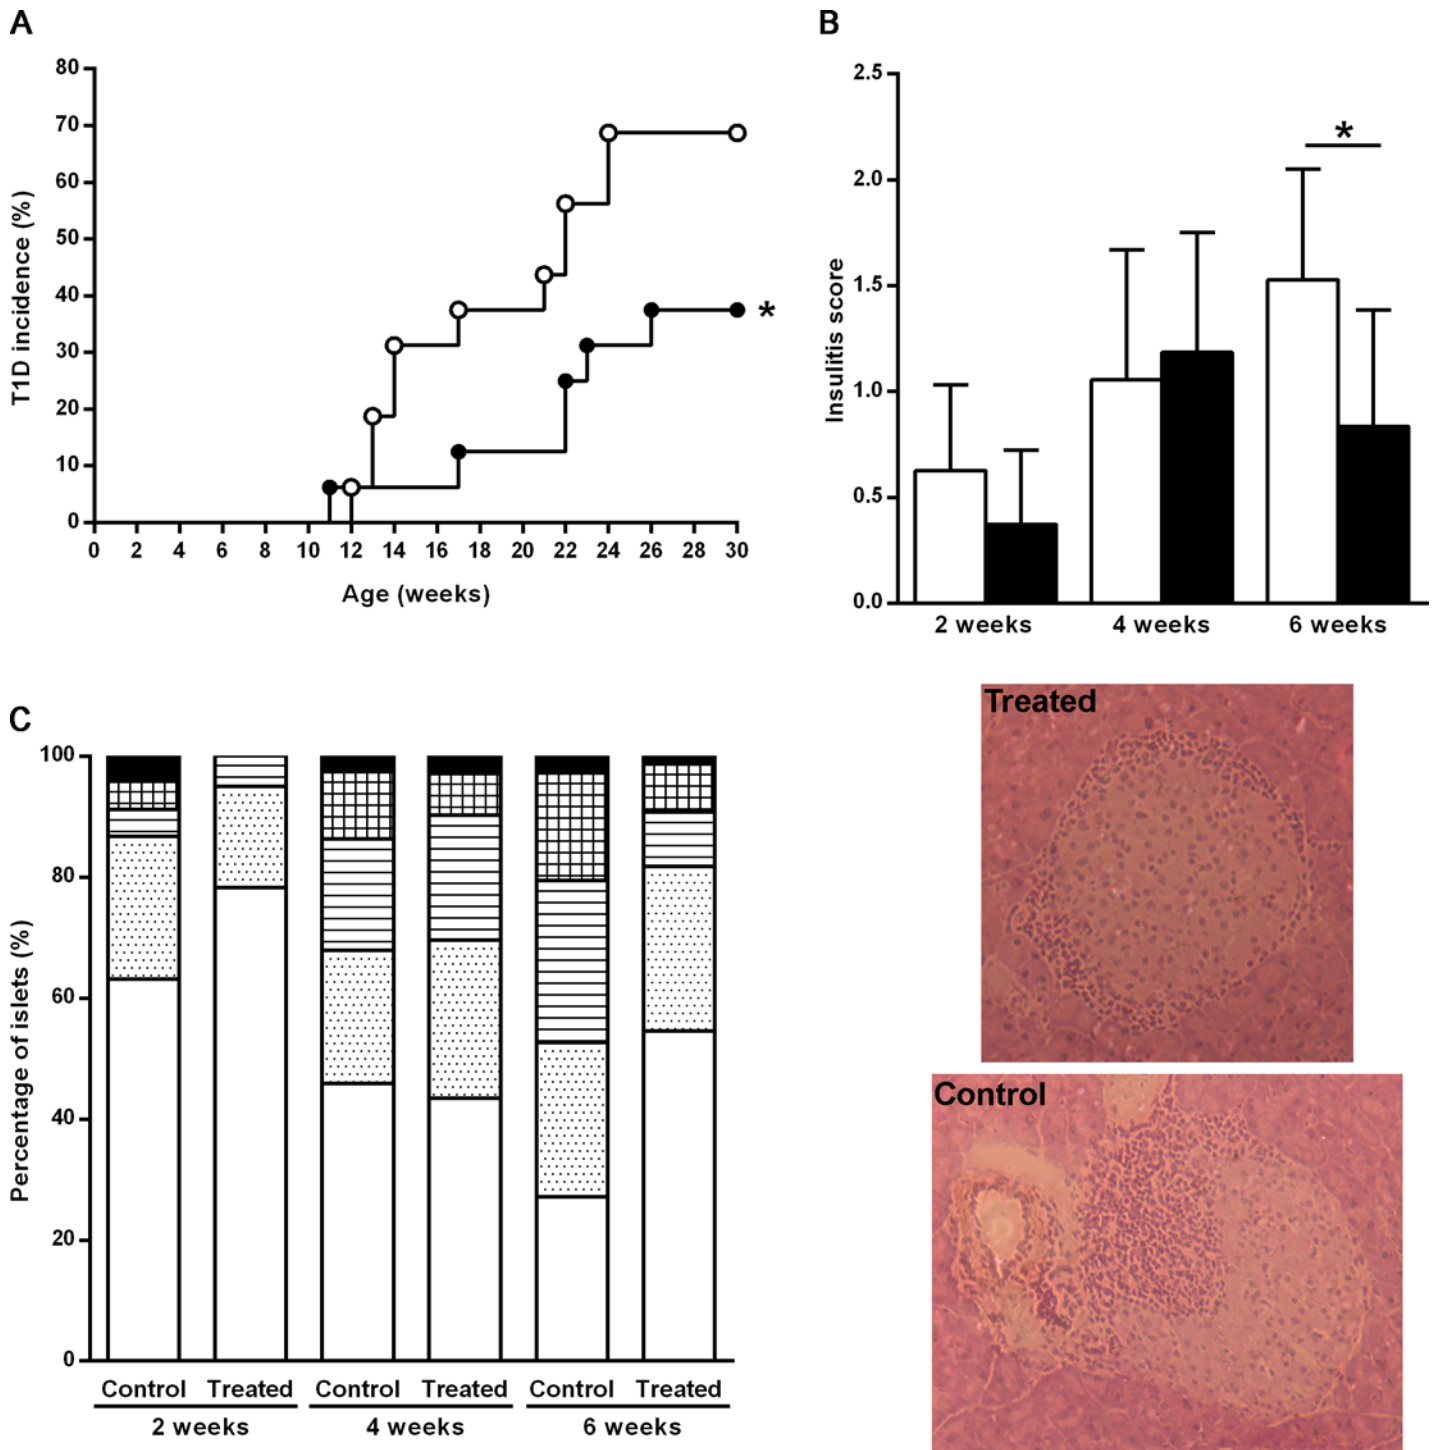 A
T1D incidence (%)
80
70
60
50
40
30
20
10
0
0 2 4 6 8 10 12 14 16 18 20 22 24 26 28 30
Age (weeks)
*
B
Insulitis score
2.5
2.0
1.5
1.0
0.5
0.0
*
2 weeks 4 weeks 6 weeks
C
Percentage of islets (%)
100
80
60
40
20
0
Control Treated Control Treated Control Treated
2 weeks 4 weeks 6 weeks
Treated
Control